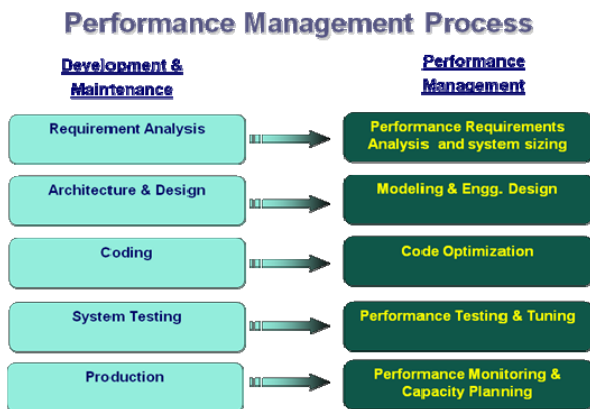 Performance Management Process
Development &
Maintenance
Performance
Management
Requirement Analysis
Performance Requirements
Analysis and system sizing
Architecture & Design
Modeling & Engg. Design
Coding
Code Optimization
System Testing
Performance Testing & Tuning
Production
Performance Monitoring &
Capacity Planning